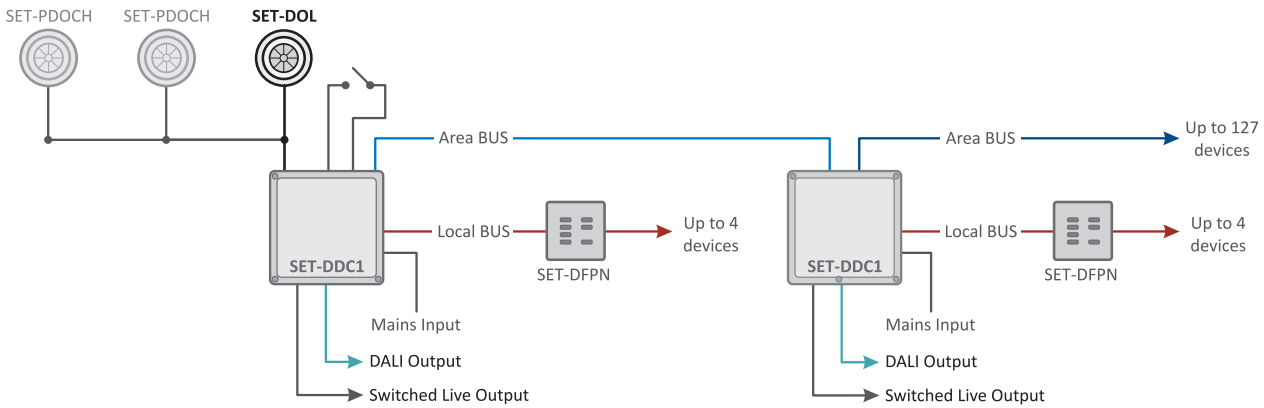 SET-PDOCH
SET-PDOCH
SET-DOL
Area BUS
Area BUS
Up to 127
devices
Local BUS
Up to 4
devices
Local BUS
Up to 4
devices
SET-DDC1
SET-DFPN
SET-DDC1
SET-DFPN
Mains Input
Mains Input
DALI Output
DALI Output
Switched Live Output
Switched Live Output